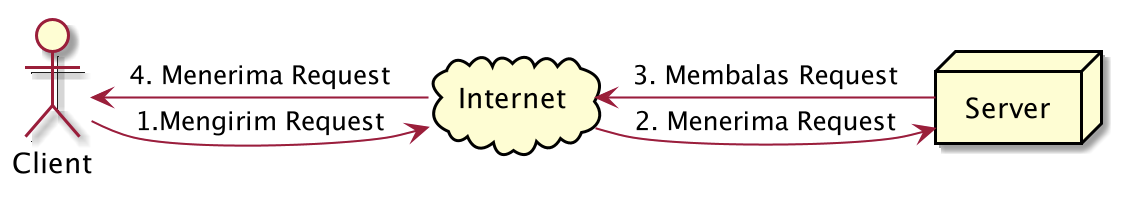 4. Menerima Request
3. Membalas Request
Internet
Server
1.Mengirim Request
2. Menerima Request
Client